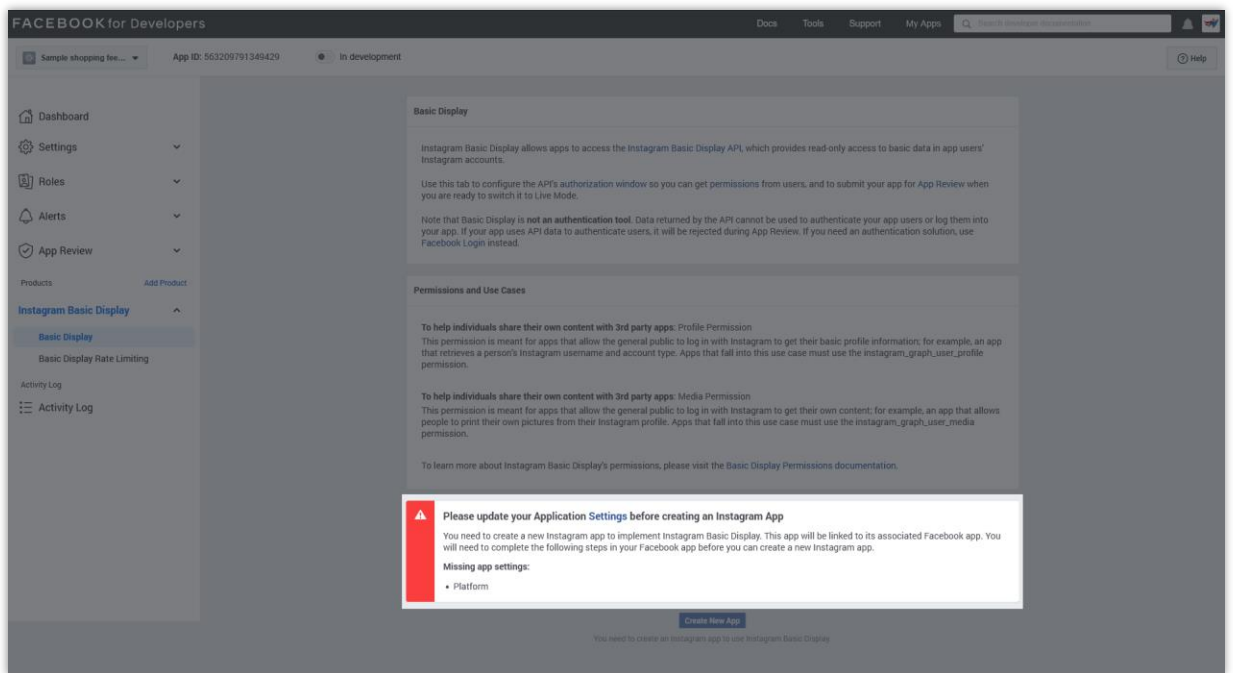 FACEBOOK for Developers
Docs Tools Support My Apps Search developer documentation
Sample shopping fee... App ID: 563209791349429 In development Help
Dashboard
Settings
Roles
Alerts
App Review
Products Add Product
Instagram Basic Display
Basic Display
Basic Display Rate Limiting
Activity Log
Activity Log
Basic Display
Instagram Basic Display allows apps to access the Instagram Basic Display API, which provides read-only access to basic data in app users'
Instagram accounts.
Use this tab to configure the API's authorization window so you can get permissions from users, and to submit your app for App Review when
you are ready to switch it to Live Mode.
Note that Basic Display is not an authentication tool. Data returned by the API cannot be used to authenticate your app users or log them into
your app. If your app uses API data to authenticate users, it will be rejected during App Review. If you need an authentication solution, use
Facebook Login instead.
Permissions and Use Cases
To help individuals share their own content with 3rd party apps: Profile Permission
This permission is meant for apps that allow the general public to log in with Instagram to get their basic profile information; for example, an app
that retrieves a person's Instagram username and account type. Apps that fall into this use case must use the instagram_graph_user_profile
permission.
To help individuals share their own content with 3rd party apps: Media Permission
This permission is meant for apps that allow the general public to log in with Instagram to get their own content; for example, an app that allows
people to print their own pictures from their Instagram profile. Apps that fall into this use case must use the instagram_graph_user_media
permission.
To learn more about Instagram Basic Display's permissions, please visit the Basic Display Permissions documentation.
Please update your Application Settings before creating an Instagram App
You need to create a new Instagram app to implement Instagram Basic Display. This app will be linked to its associated Facebook app. You
will need to complete the following steps in your Facebook app before you can create a new Instagram app.
Missing app settings:
• Platform
Create New App
You need to create an Instagram app to use Instagram Basic Display